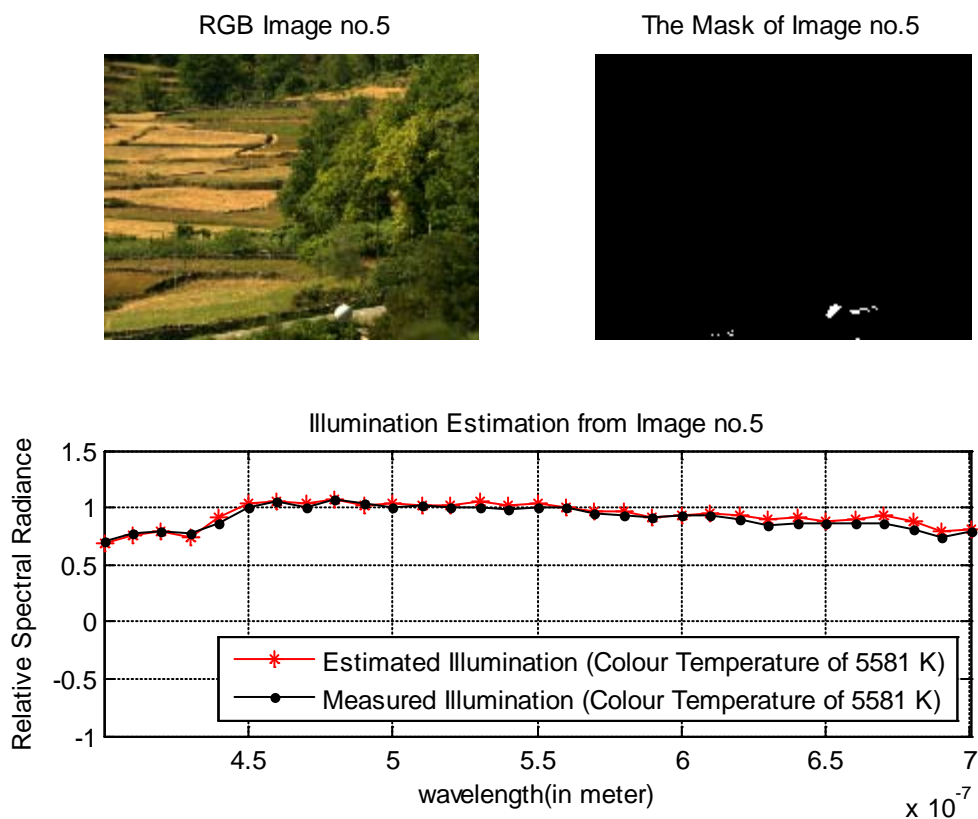 RGB Image no.5
The Mask of Image no.5
Illumination Estimation from Image no.5
Relative Spectral Radiance
1.5
1
0.5
0
-0.5
-1
Estimated Illumination (Colour Temperature of 5581 K)
Measured Illumination (Colour Temperature of 5581 K)
4.5 5 5.5 6 6.5 7
wavelength(in meter)
x 10-7